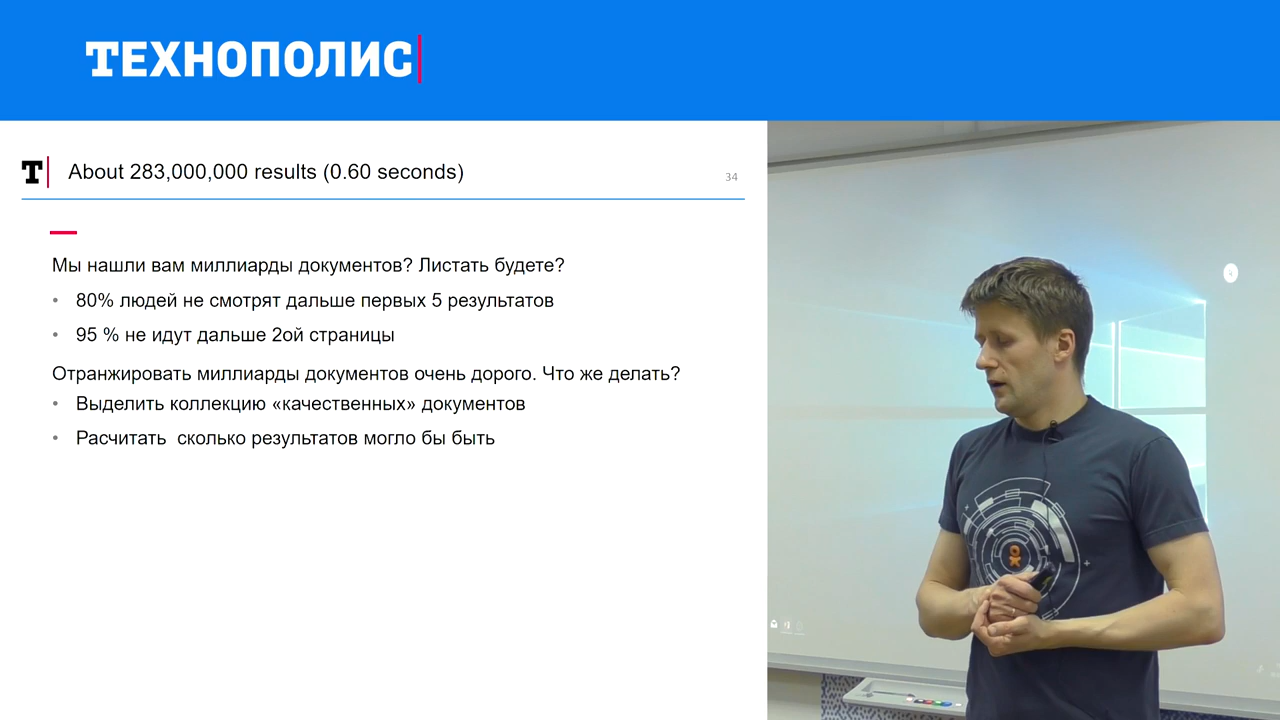 ТЕХНОПОЛИС
T
About 283,000,000 results (0.60 seconds)
34
Мы нашли вам миллиарды документов? Листать будете?
• 80% людей не смотрят дальше первых 5 результатов
• 95 % не идут дальше 2ой страницы
Отранжировать миллиарды документов очень дорого. Что же делать?
• Выделить коллекцию «качественных» документов
• Расчитать  сколько результатов могло бы быть